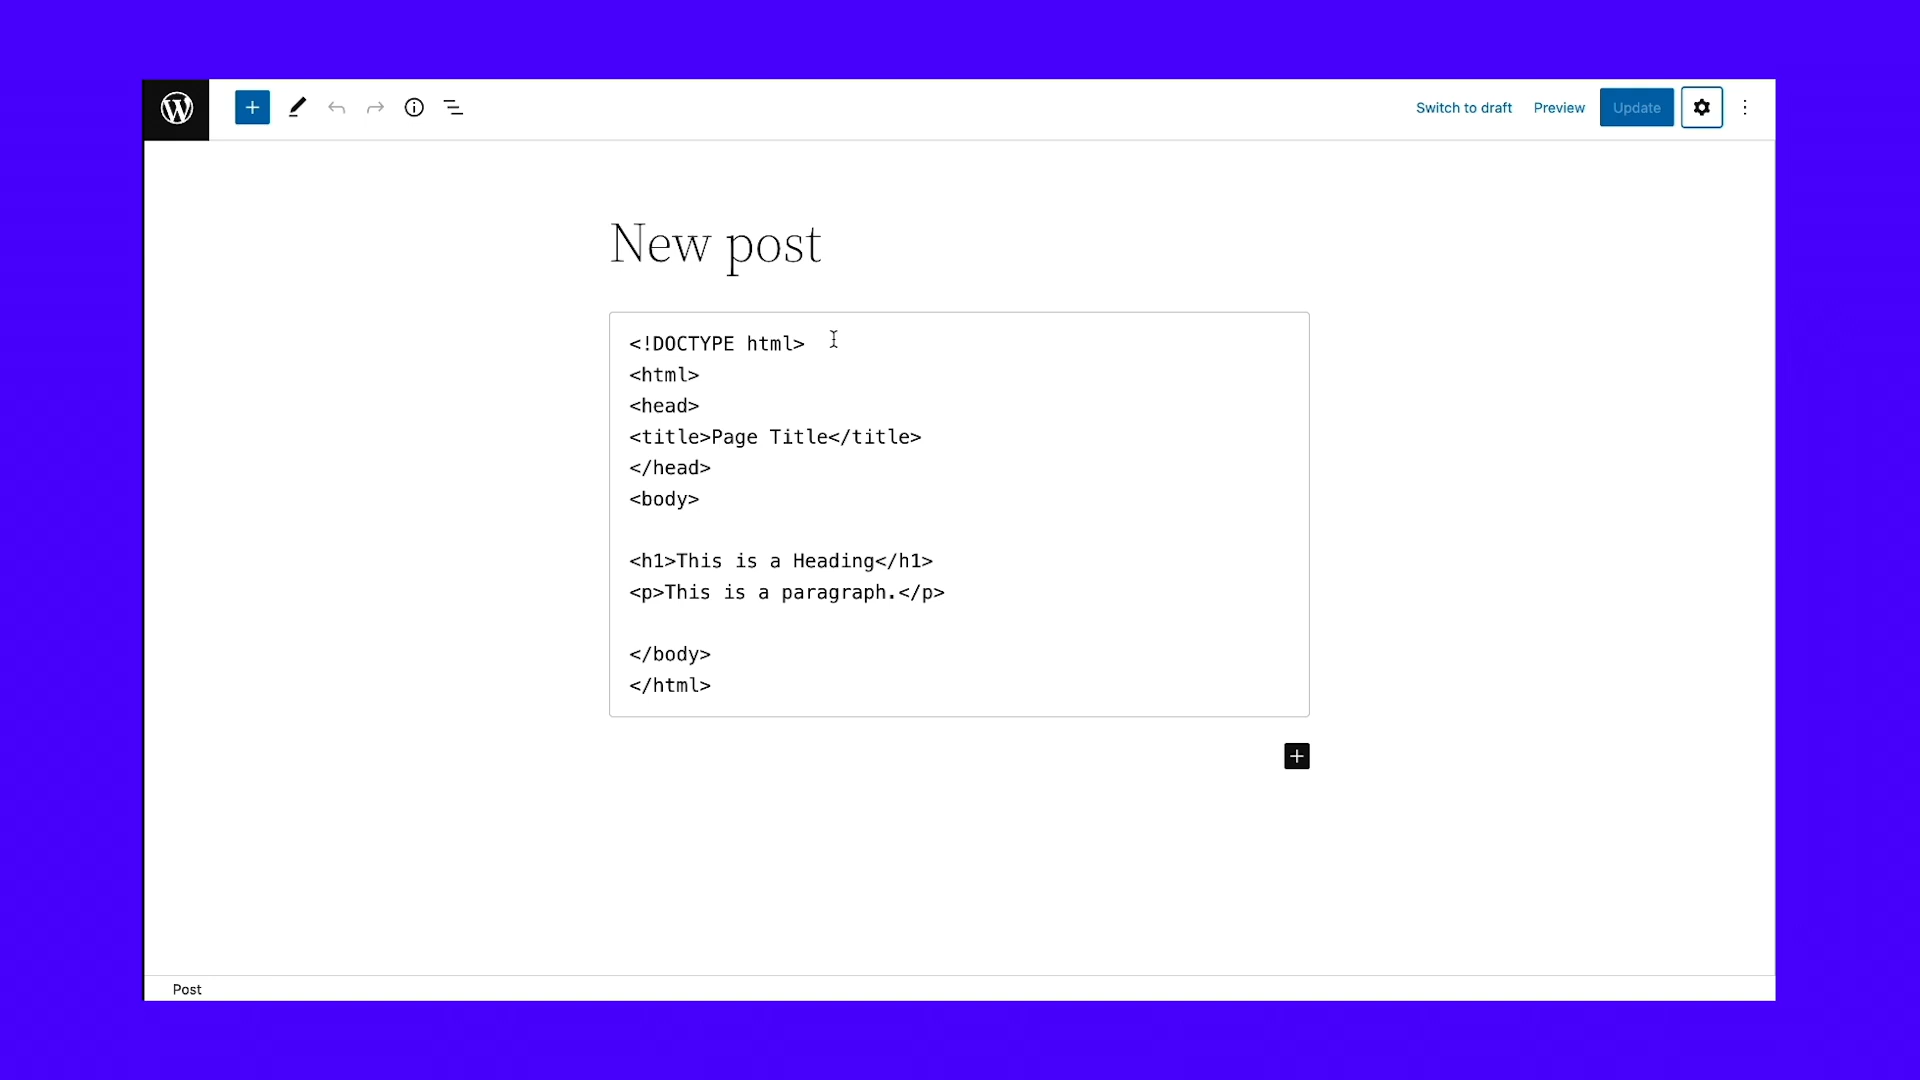 Switch to draft Preview Update
New post
<!DOCTYPE html>
<html>
<head>
<title>Page Title</title>
</head>
<body>
<h1>This is a Heading</h1>
<p>This is a paragraph.</p>
</body>
</html>
Post